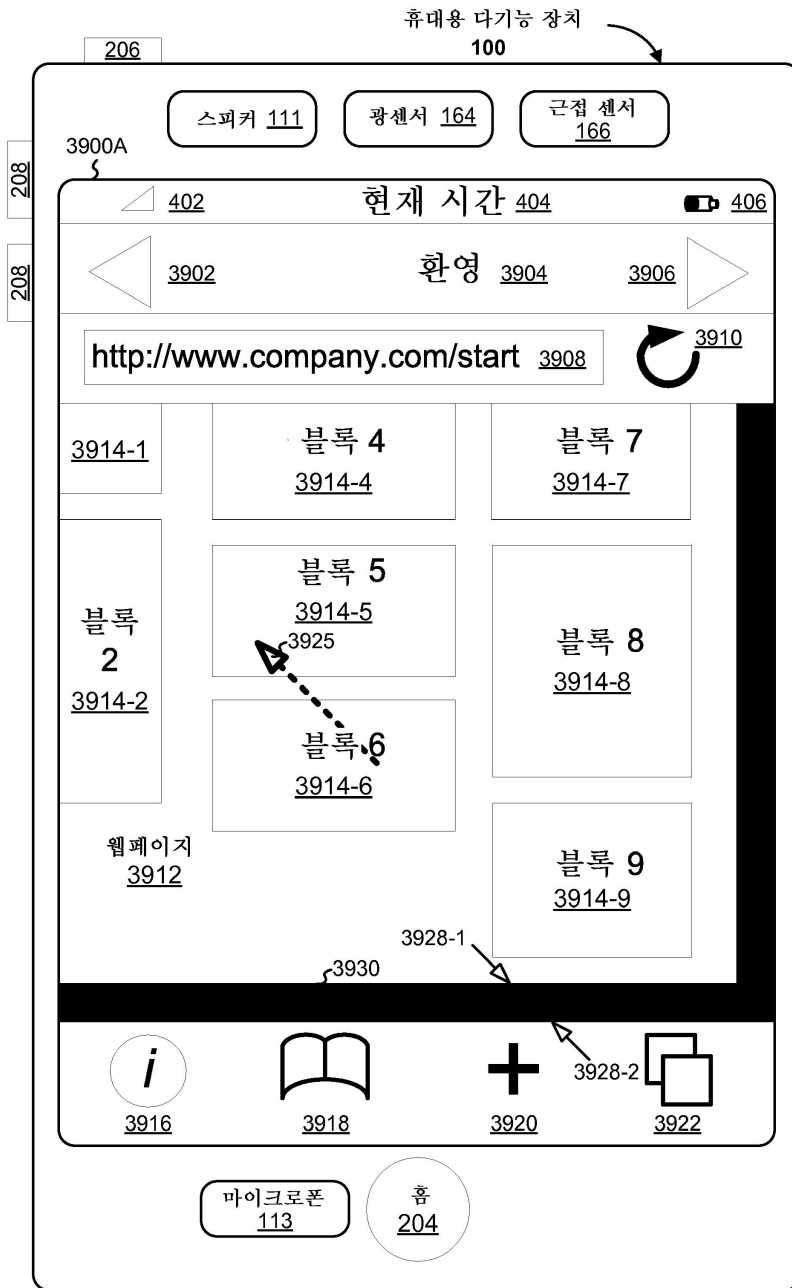 휴대용 다기능 장치
100
206
스피커 111
광센서 164
근접 센서
166
3900A
208
208
402
현재 시간 404
406
3902
환영 3904
3906
http://www.company.com/start 3908
3910
3914-1
블록 4
3914-4
블록 7
3914-7
블록
2
3914-2
블록 5
3914-5
3925
블록 6
3914-6
블록 8
3914-8
웹페이지
3912
블록 9
3914-9
3928-1
3930
i
3928-2
3916
3918
3920
3922
마이크로폰
113
홈
204